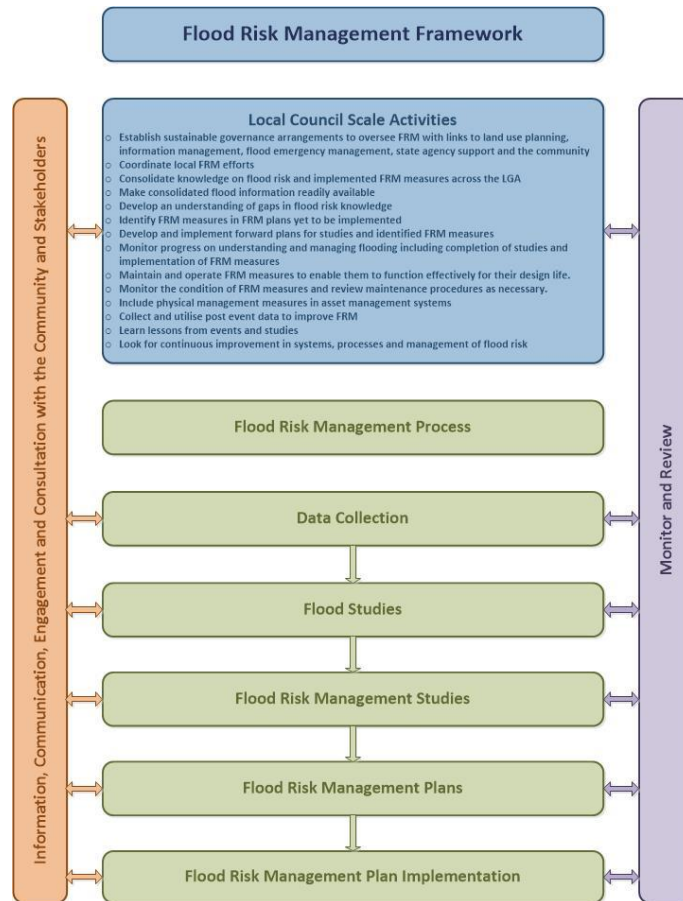 Flood Risk Management Framework
Information, Communication, Engagement and Consultation with the Community and Stakeholders
Local Council Scale Activities
○ Establish sustainable governance arrangements to oversee FRM with links to land use planning,
information management, flood emergency management, state agency support and the community
○ Coordinate local FRM efforts
○ Consolidate knowledge on flood risk and implemented FRM measures across the LGA
○ Make consolidated flood information readily available
○ Develop an understanding of gaps in flood risk knowledge
○ Identify FRM measures in FRM plans yet to be implemented
○ Develop and implement forward plans for studies and identified FRM measures
○ Monitor progress on understanding and managing flooding including completion of studies and
implementation of FRM measures
○ Maintain and operate FRM measures to enable them to function effectively for their design life.
○ Monitor the condition of FRM measures and review maintenance procedures as necessary.
○ Include physical management measures in asset management systems
○ Collect and utilise post event data to improve FRM
○ Learn lessons from events and studies
○ Look for continuous improvement in systems, processes and management of flood risk
Monitor and Review
Flood Risk Management Process
Data Collection
Flood Studies
Flood Risk Management Studies
Flood Risk Management Plans
Flood Risk Management Plan Implementation